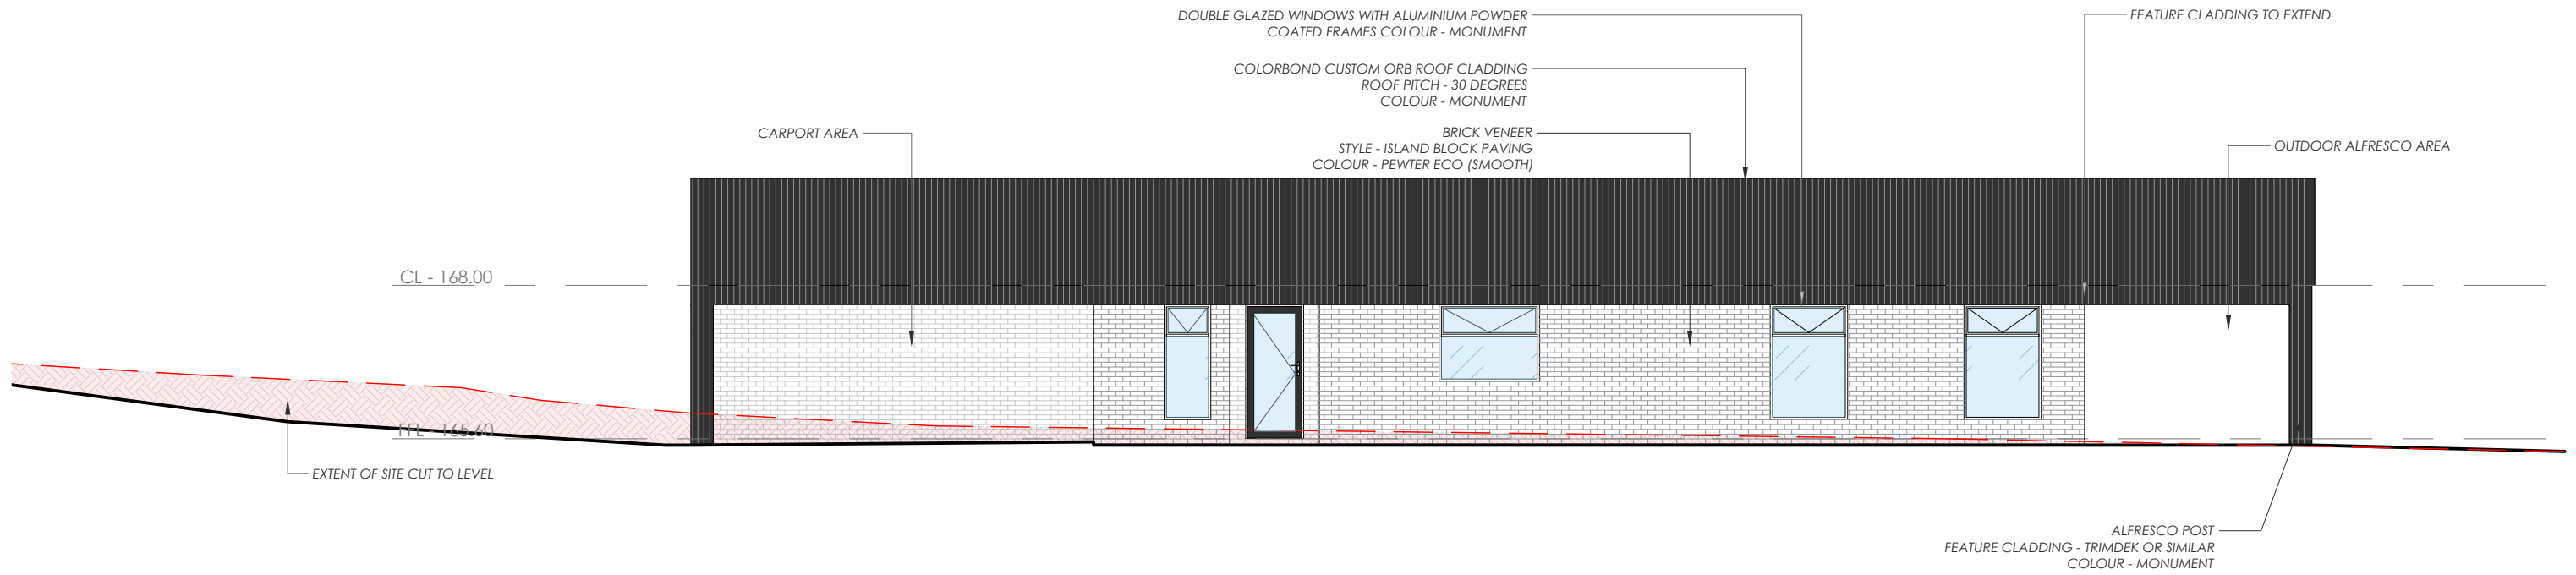 DOUBLE GLAZED WINDOWS WITH ALUMINIUM POWDER
COATED FRAMES COLOUR - MONUMENT
FEATURE CLADDING TO EXTEND
COLORBOND CUSTOM ORB ROOF CLADDING
ROOF PITCH - 30 DEGREES
COLOUR - MONUMENT
CARPORT AREA
BRICK VENEER
STYLE - ISLAND BLOCK PAVING
COLOUR - PEWTER ECO (SMOOTH)
OUTDOOR ALFRESCO AREA
CL - 168.00
FFL - 165.60
EXTENT OF SITE CUT TO LEVEL
ALFRESCO POST
FEATURE CLADDING - TRIMDEK OR SIMILAR
COLOUR - MONUMENT